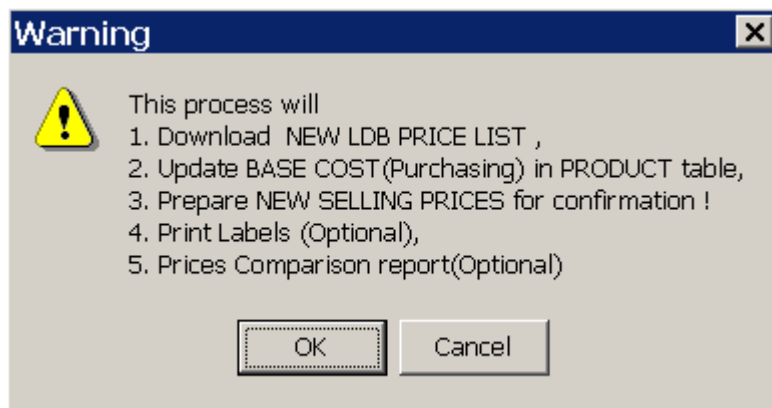 Warning
This process will
1. Download  NEW LDB PRICE LIST ,
2. Update BASE COST(Purchasing) in PRODUCT table,
3. Prepare NEW SELLING PRICES for confirmation !
4. Print Labels (Optional),
5. Prices Comparison report(Optional)
OK
Cancel